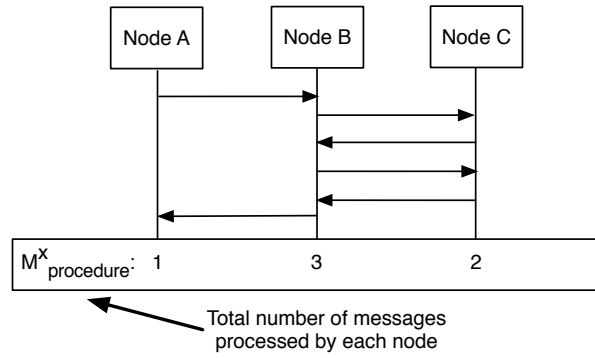 Node A Node B Node C
M^x_procedure: 1 3 2
Total number of messages
processed by each node